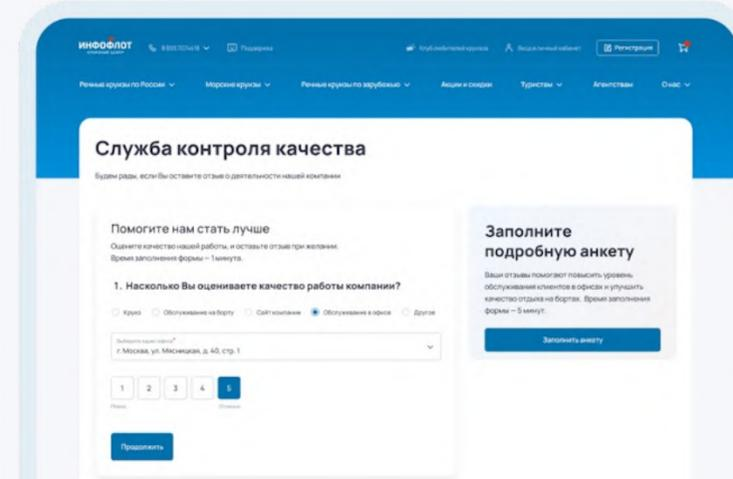 ИНФОФЛОТ
КРУИЗНЫЙ ЦЕНТР
Поддержка
Клуб любителей круизов
Вход в личный кабинет
Регистрация
Речные круизы по России
Морские круизы
Речные круизы по зарубежью
Акции и скидки
Туристам
Агентствам
О нас
Служба контроля качества
Будем рады, если Вы оставите отзыв о деятельности нашей компании
Помогите нам стать лучше
Оцените качество нашей работы, и оставьте отзыв при желании.
Время заполнения формы — 1 минута.
1. Насколько Вы оцениваете качество работы компании?
Круиз
Обслуживание на борту
Сайт компании
Обслуживание в офисе
Другое
Выберите адрес офиса*
г. Москва, ул. Мясницкая, д. 40, стр. 1
1 2 3 4 5
Плохо
Отлично
Продолжить
Заполните
подробную анкету
Ваши отзывы помогают повысить уровень
обслуживания клиентов в офисах и улучшить
качество отдыха на бортах. Время заполнения
формы — 5 минут.
Заполнить анкету